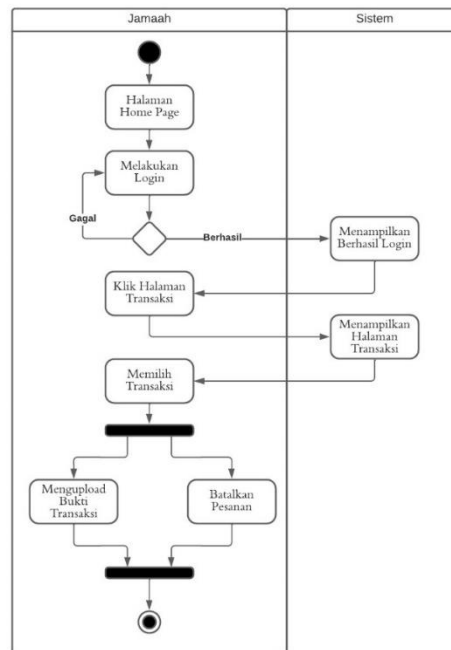 Jamaah
Sistem
Halaman
Home Page
Melakukan
Login
Gagal
Berhasil
Menampilkan
Berhasil Login
Klik Halaman
Transaksi
Menampilkan
Halaman
Transaksi
Memilih
Transaksi
Mengupload
Bukti
Transaksi
Batalkan
Pesanan